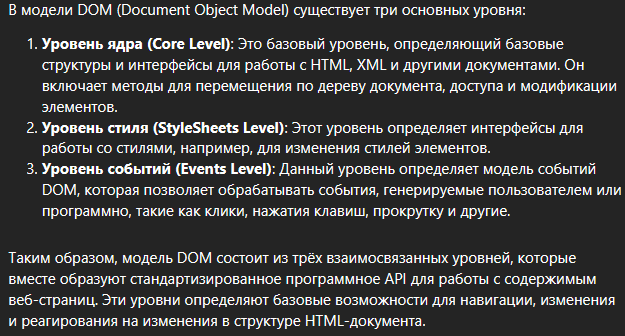 В модели DOM (Document Object Model) существует три основных уровня:
1. Уровень ядра (Core Level): Это базовый уровень, определяющий базовые
структуры и интерфейсы для работы с HTML, XML и другими документами. Он
включает методы для перемещения по дереву документа, доступа и модификации
элементов.
2. Уровень стиля (StyleSheets Level): Этот уровень определяет интерфейсы для
работы со стилями, например, для изменения стилей элементов.
3. Уровень событий (Events Level): Данный уровень определяет модель событий
DOM, которая позволяет обрабатывать события, генерируемые пользователем или
программно, такие как клики, нажатия клавиш, прокрутку и другие.
Таким образом, модель DOM состоит из трёх взаимосвязанных уровней, которые
вместе образуют стандартизированное программное API для работы с содержимым
веб-страниц. Эти уровни определяют базовые возможности для навигации, изменения
и реагирования на изменения в структуре HTML-документа.